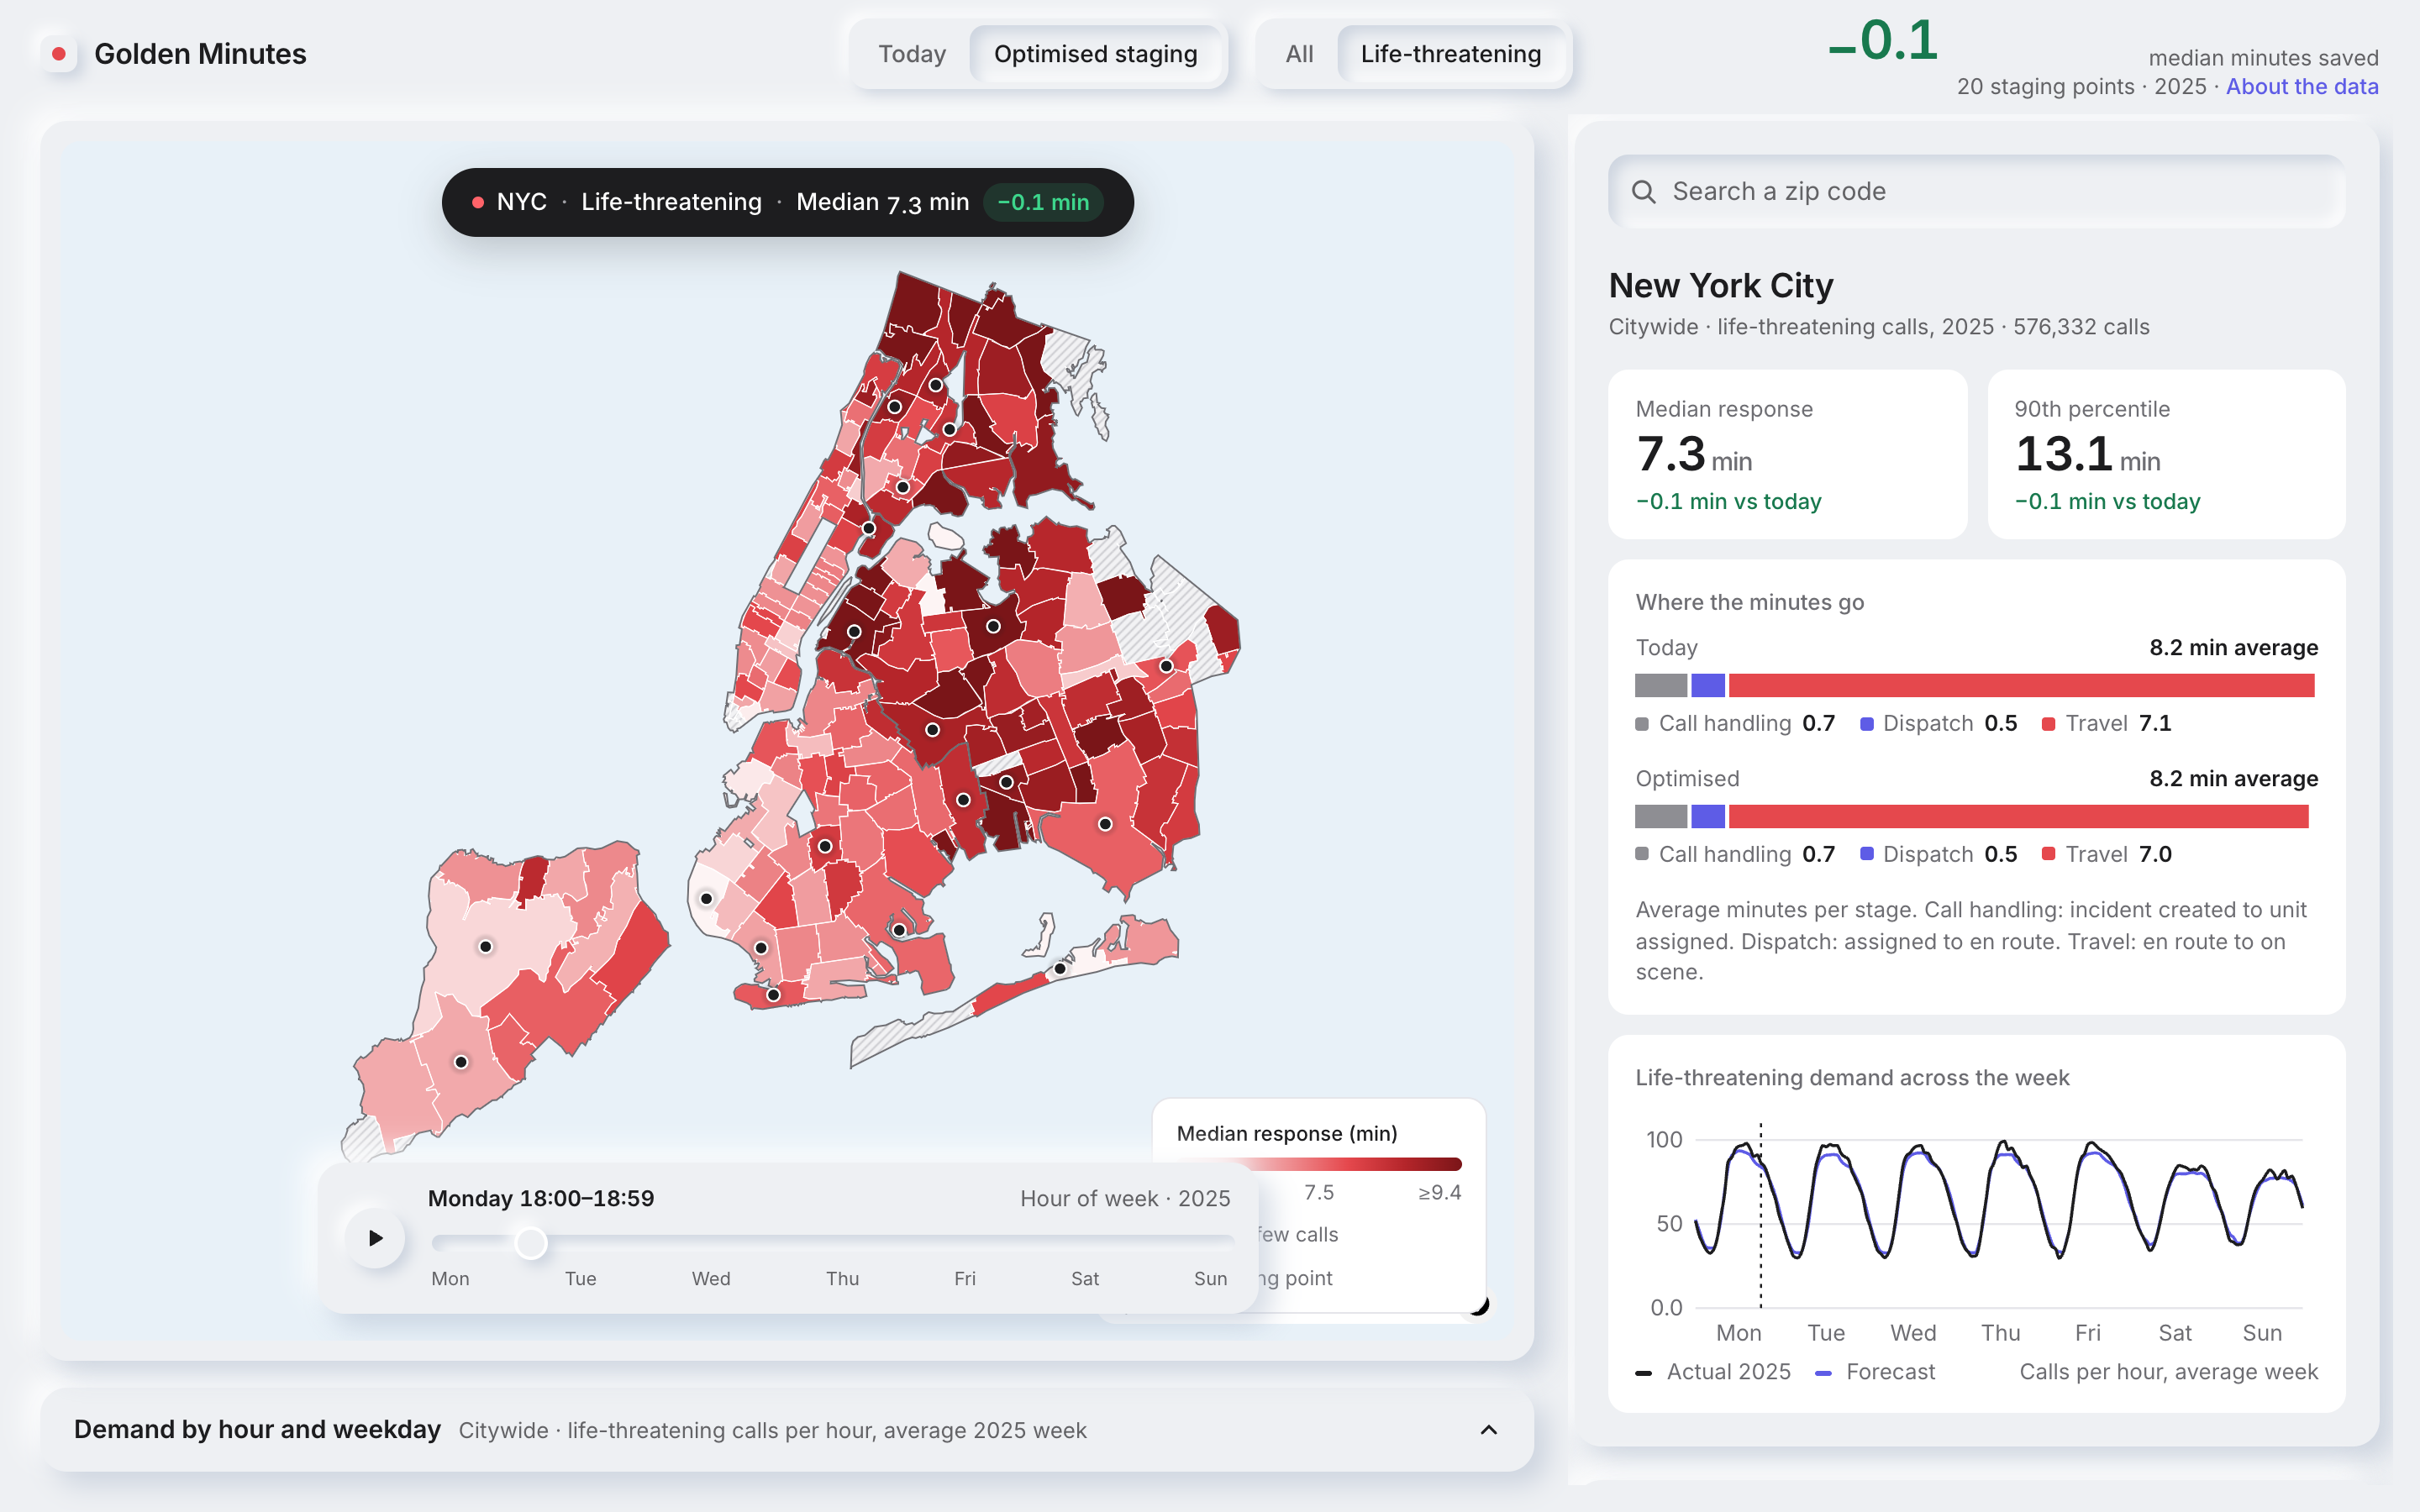 Golden Minutes
Today Optimised staging
All Life-threatening
−0.1
median minutes saved
20 staging points · 2025 · About the data
NYC · Life-threatening · Median 7.3 min −0.1 min
Median response (min)
7.5 ≥9.4
few calls
ng point
Monday 18:00–18:59 Hour of week · 2025
Mon Tue Wed Thu Fri Sat Sun
Demand by hour and weekday Citywide · life-threatening calls per hour, average 2025 week
Search a zip code
New York City
Citywide · life-threatening calls, 2025 · 576,332 calls
Median response
7.3 min
−0.1 min vs today
90th percentile
13.1 min
−0.1 min vs today
Where the minutes go
Today 8.2 min average
Call handling 0.7 Dispatch 0.5 Travel 7.1
Optimised 8.2 min average
Call handling 0.7 Dispatch 0.5 Travel 7.0
Average minutes per stage. Call handling: incident created to unit
assigned. Dispatch: assigned to en route. Travel: en route to on
scene.
Life-threatening demand across the week
100
50
0.0
Mon Tue Wed Thu Fri Sat Sun
Actual 2025 Forecast Calls per hour, average week